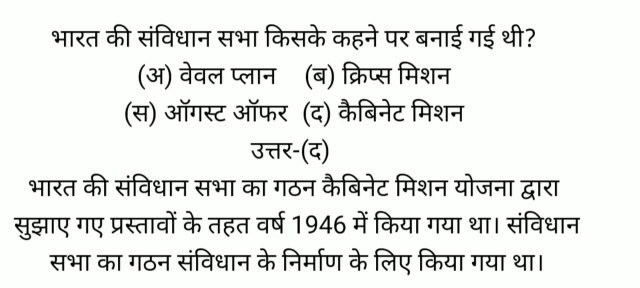 भारत की संविधान सभा किसके कहने पर बनाई गई थी?
(अ) वेवल प्लान (ब) क्रिप्स मिशन
(स) ऑगस्ट ऑफर (द) कैबिनेट मिशन
उत्तर-(द)
भारत की संविधान सभा का गठन कैबिनेट मिशन योजना द्वारा
सुझाए गए प्रस्तावों के तहत वर्ष 1946 में किया गया था। संविधान
सभा का गठन संविधान के निर्माण के लिए किया गया था।